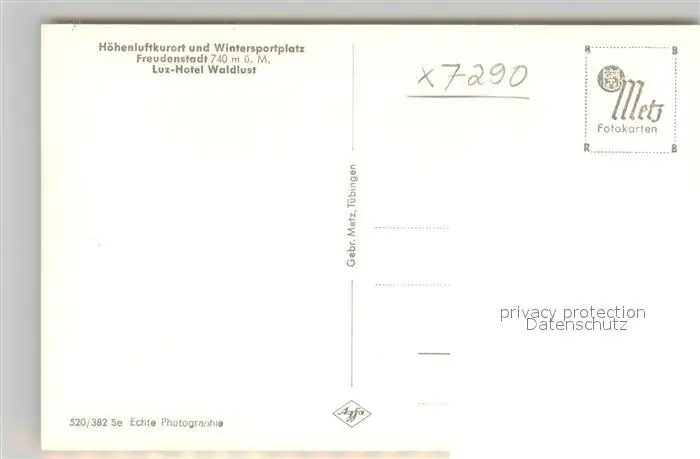 Höhenluftkurort und Wintersportplatz
Freudenstadt 740 m ü. M.
Luz-Hotel Waldlust
x7290
B B
Metz
Fotokarten
R B
Gebr. Metz, Tübingen
privacy protection
Datenschutz
Agfa
520/382 Se Echte Photographie